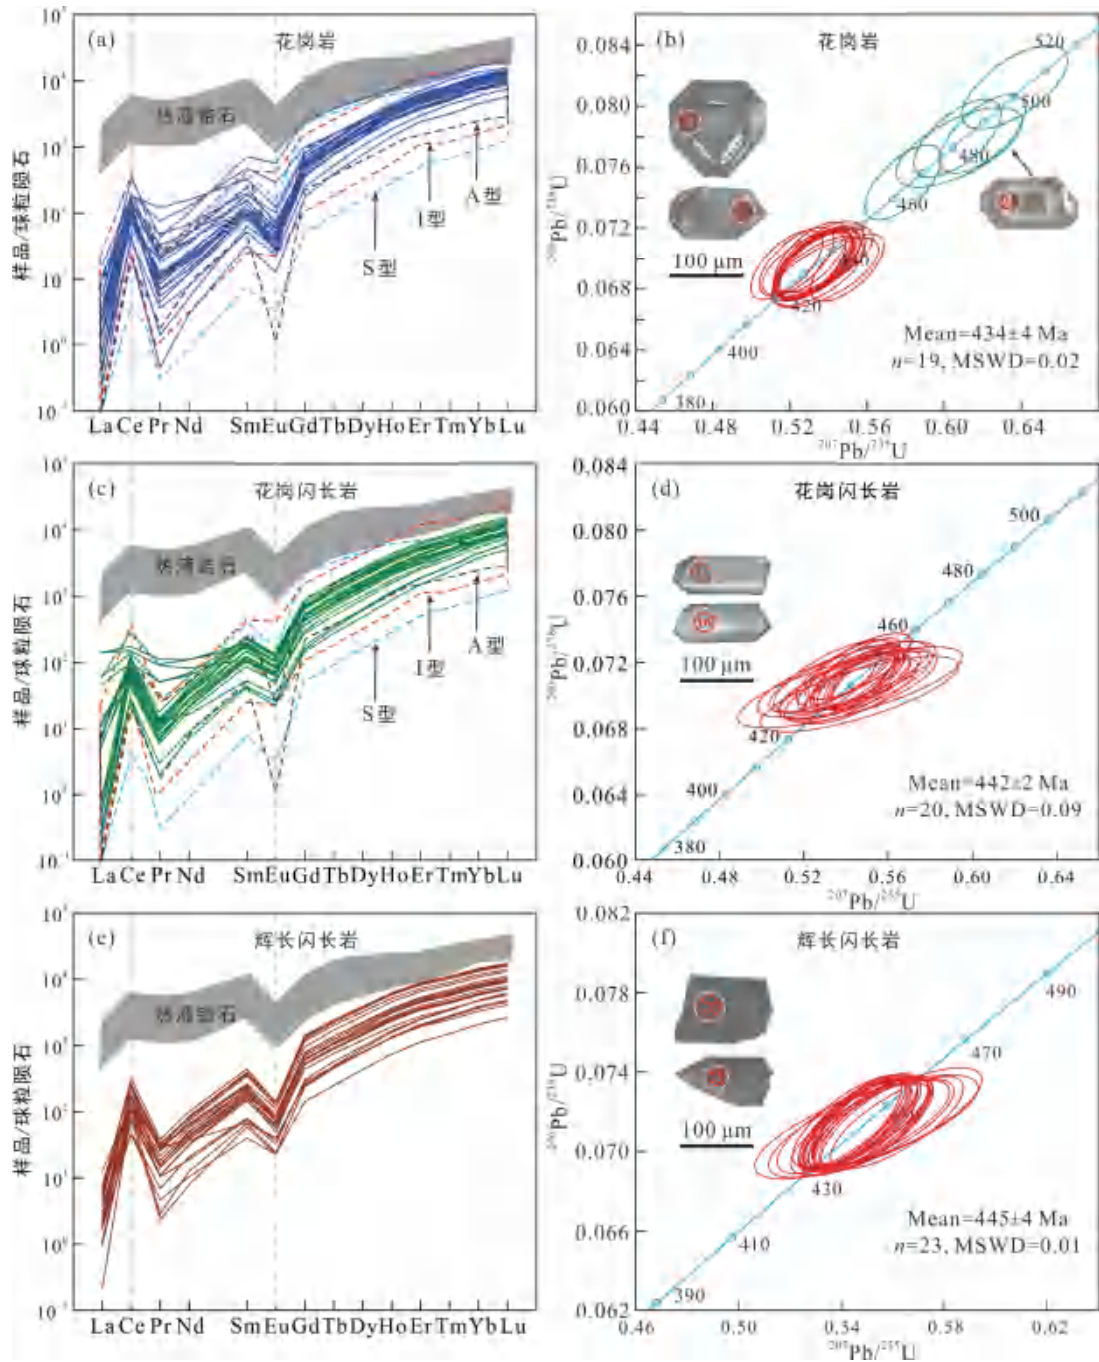 (a)
花岗岩
热液锆石
A型
I型
S型
样品/球粒陨石
10⁴
10⁰
La Ce Pr Nd Sm Eu Gd Tb Dy Ho Er Tm Yb Lu
(b)
花岗岩
0.084
0.080
0.076
0.072
0.068
0.064
0.060
520
500
480
460
440
420
400
380
100 μm
Mean=434±4 Ma
n=19, MSWD=0.02
0.44 0.48 0.52 0.56 0.60 0.64
(c)
花岗闪长岩
热液锆石
A型
I型
S型
样品/球粒陨石
La Ce Pr Nd Sm Eu Gd Tb Dy Ho Er Tm Yb Lu
(d)
花岗闪长岩
0.084
0.080
0.076
0.072
0.068
0.064
0.060
500
480
460
420
400
380
100 μm
Mean=442±2 Ma
n=20, MSWD=0.09
0.44 0.48 0.52 0.56 0.60 0.64
(e)
辉长闪长岩
热液锆石
样品/球粒陨石
10²
10¹
10⁰
La Ce Pr Nd Sm Eu Gd Tb Dy Ho Er Tm Yb Lu
(f)
辉长闪长岩
0.082
0.078
0.074
0.070
0.066
0.062
490
470
430
410
390
100 μm
Mean=445±4 Ma
n=23, MSWD=0.01
0.46 0.50 0.54 0.58 0.62